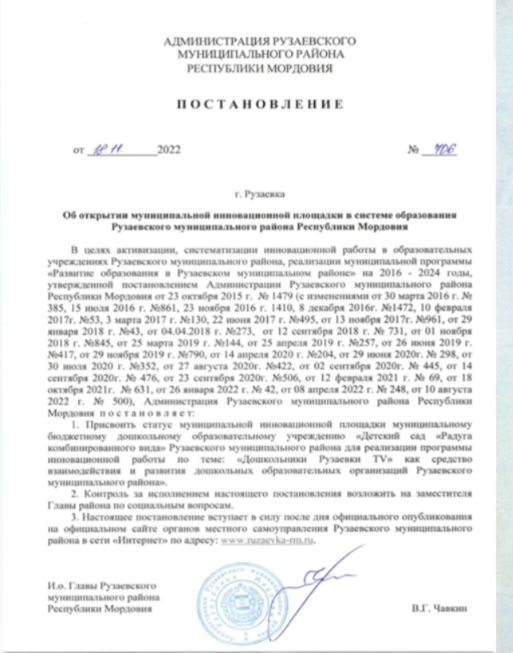 АДМИНИСТРАЦИЯ РУЗАЕВСКОГО
МУНИЦИПАЛЬНОГО РАЙОНА
РЕСПУБЛИКИ МОРДОВИЯ
ПОСТАНОВЛЕНИЕ
от 18.11 2022 № 706
г. Рузаевка
Об открытии муниципальной инновационной площадки в системе образования
Рузаевского муниципального района Республики Мордовия
В целях активизации, систематизации инновационной работы в образовательных
учреждениях Рузаевского муниципального района, реализации муниципальной программы
«Развитие образования в Рузаевском муниципальном районе» на 2016 - 2024 годы,
утвержденной постановлением Администрации Рузаевского муниципального района
Республики Мордовия от 23 октября 2015 г. № 1479 (с изменениями от 30 марта 2016 г. №
385, 15 июля 2016 г. №861, 23 ноября 2016 г. 1410, 8 декабря 2016г. №1472, 10 февраля
2017г. №53, 3 марта 2017 г. №130, 22 июня 2017 г. №495, от 13 ноября 2017г. №961, от 29
января 2018 г. №43, от 04.04.2018 г. №273, от 12 сентября 2018 г. № 731, от 01 ноября
2018 г. №845, от 25 марта 2019 г. №144, от 25 апреля 2019 г. №257, от 26 июня 2019 г.
№417, от 29 ноября 2019 г. №790, от 14 апреля 2020 г. №204, от 29 июня 2020г. № 298, от
30 июля 2020 г. №352, от 27 августа 2020г. №422, от 02 сентября 2020г. № 445, от 14
сентября 2020г. № 476, от 23 сентября 2020г. №506, от 12 февраля 2021 г. № 69, от 18
октября 2021г. № 631, от 26 января 2022 г. № 42, от 08 апреля 2022 г. № 248, от 10 августа
2022 г. № 500), Администрация Рузаевского муниципального района Республики
Мордовия п о с т а н о в л я е т:
1. Присвоить статус муниципальной инновационной площадки муниципальному
бюджетному дошкольному образовательному учреждению «Детский сад «Радуга
комбинированного вида» Рузаевского муниципального района для реализации программы
инновационной работы по теме: «Дошкольники Рузаевки TV» как средство
взаимодействия и развития дошкольных образовательных организаций Рузаевского
муниципального района».
2. Контроль за исполнением настоящего постановления возложить на заместителя
Главы района по социальным вопросам.
3. Настоящее постановление вступает в силу после дня официального опубликования
на официальном сайте органов местного самоуправления Рузаевского муниципального
района в сети «Интернет» по адресу: www.ruzaevka-rm.ru.
И.о. Главы Рузаевского
муниципального района
Республики Мордовия В.Г. Чавкин